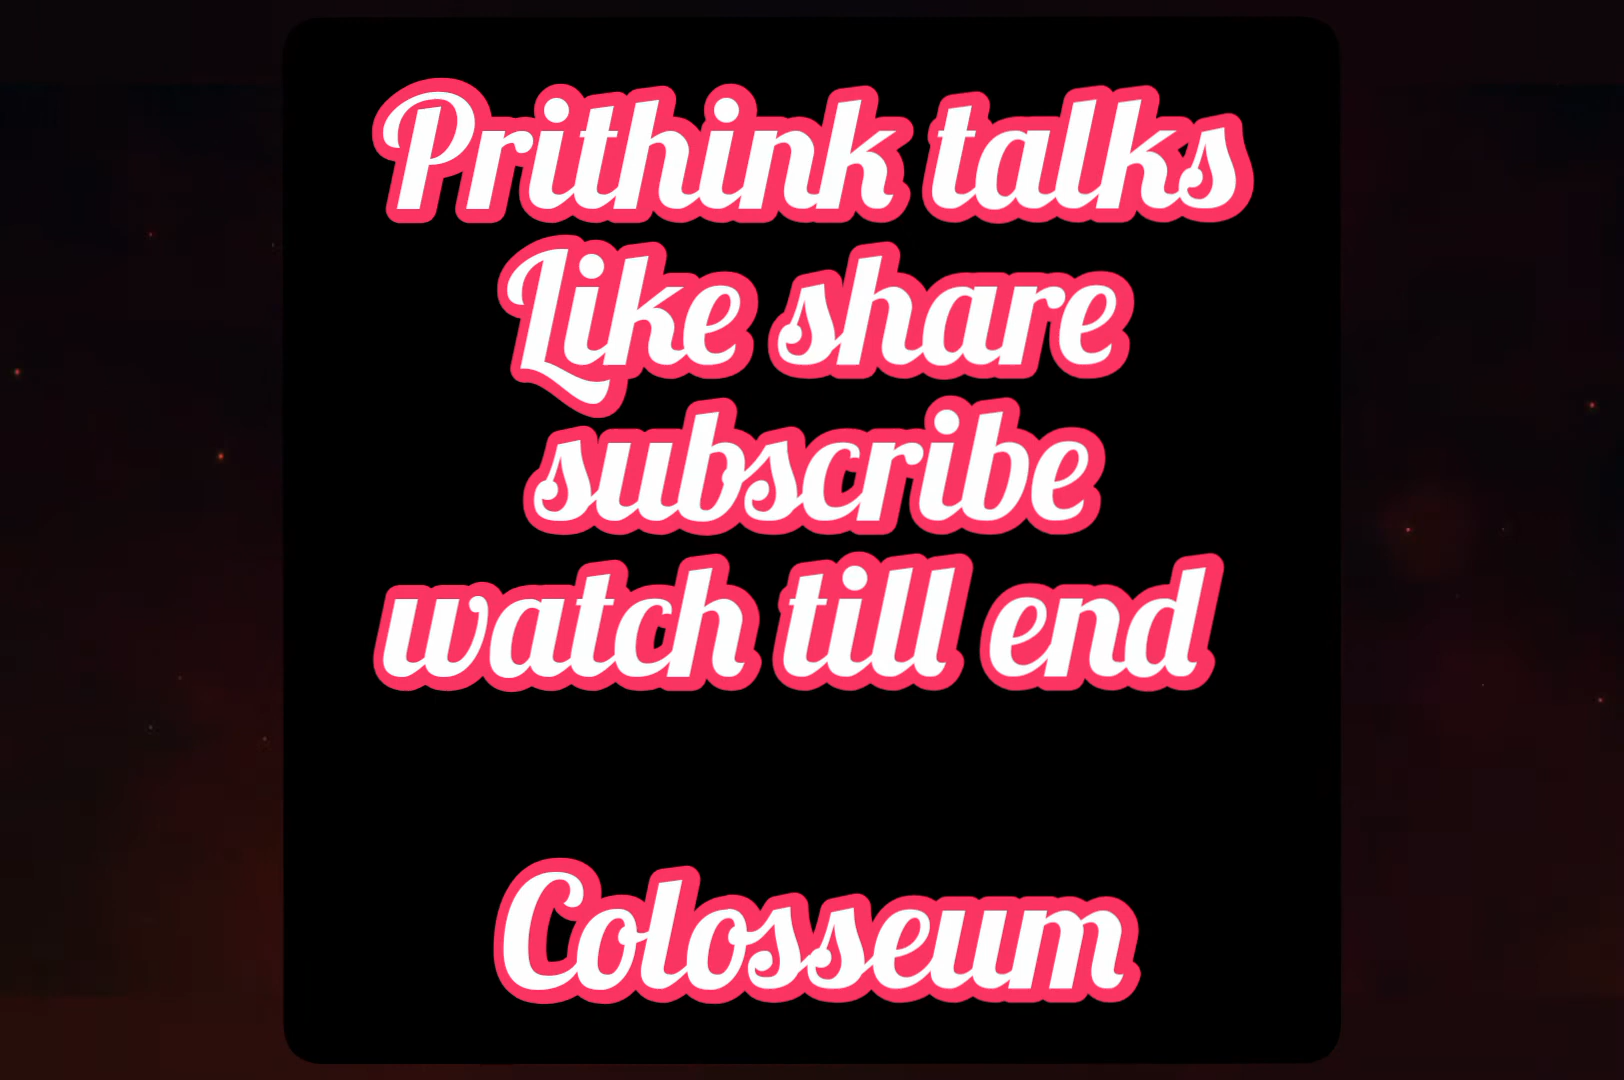 Prithink talks
Like share
subscribe
watch till end
Colosseum